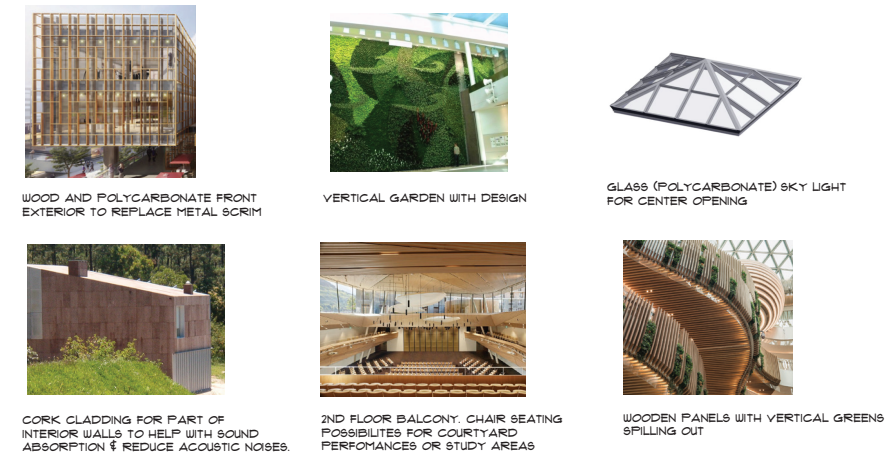 WOOD AND POLYCARBONATE FRONT
EXTERIOR TO REPLACE METAL SCRIM
VERTICAL GARDEN WITH DESIGN
GLASS (POLYCARBONATE) SKY LIGHT
FOR CENTER OPENING
CORK CLADDING FOR PART OF
INTERIOR WALLS TO HELP WITH SOUND
ABSORPTION & REDUCE ACOUSTIC NOISES.
2ND FLOOR BALCONY. CHAIR SEATING
POSSIBILITES FOR COURTYARD
PERFOMANCES OR STUDY AREAS
WOODEN PANELS WITH VERTICAL GREENS
SPILLING OUT